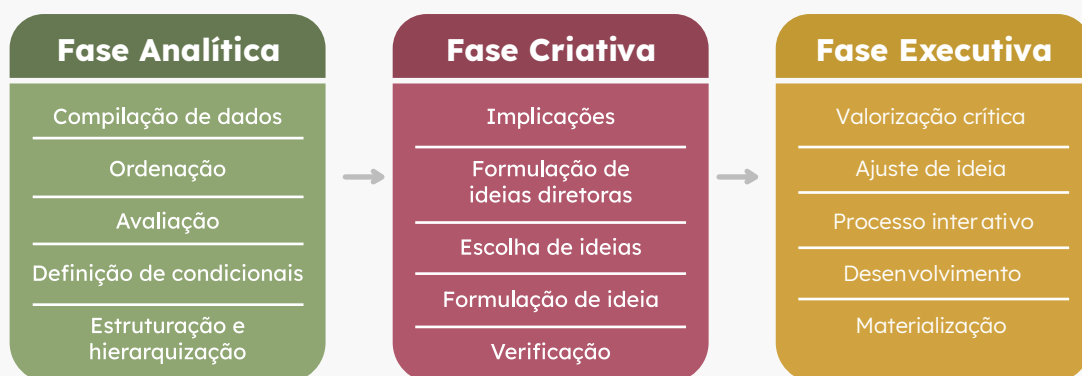 Fase Analítica
Compilação de dados
Ordenação
Avaliação
Definição de condicionais
Estruturação e
hierarquização
Fase Criativa
Implicações
Formulação de
ideias diretoras
Escolha de ideias
Formulação de ideia
Verificação
Fase Executiva
Valorização crítica
Ajuste de ideia
Processo interativo
Desenvolvimento
Materialização